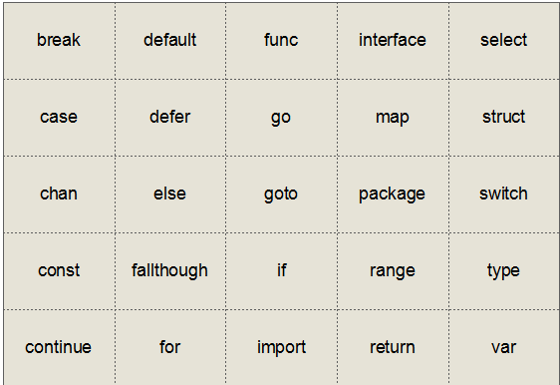 break default func interface select
case defer go map struct
chan else goto package switch
const fallthough if range type
continue for import return var